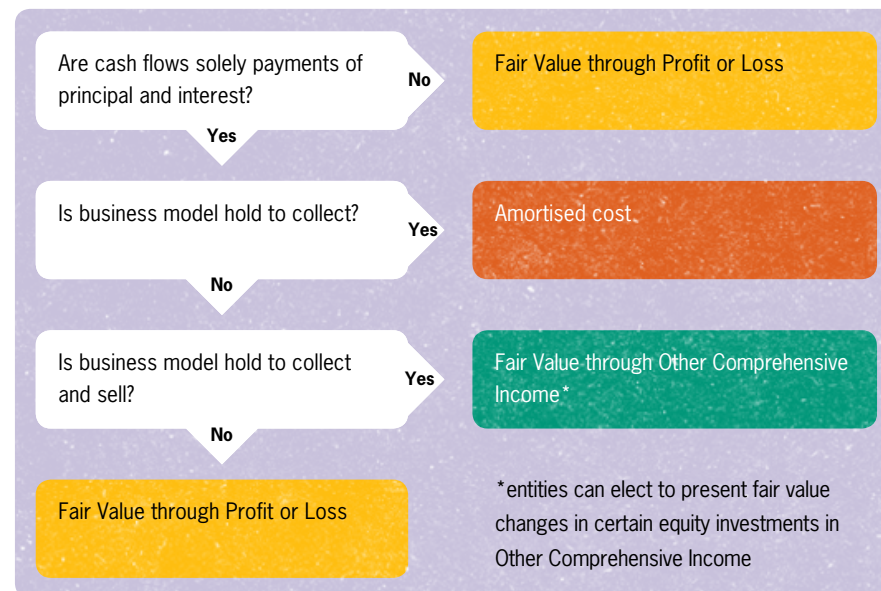 Are cash flows solely payments of
principal and interest?
No
Fair Value through Profit or Loss
Yes
Is business model hold to collect?
Yes
Amortised cost
No
Is business model hold to collect
and sell?
Yes
Fair Value through Other Comprehensive
Income*
No
Fair Value through Profit or Loss
*entities can elect to present fair value
changes in certain equity investments in
Other Comprehensive Income